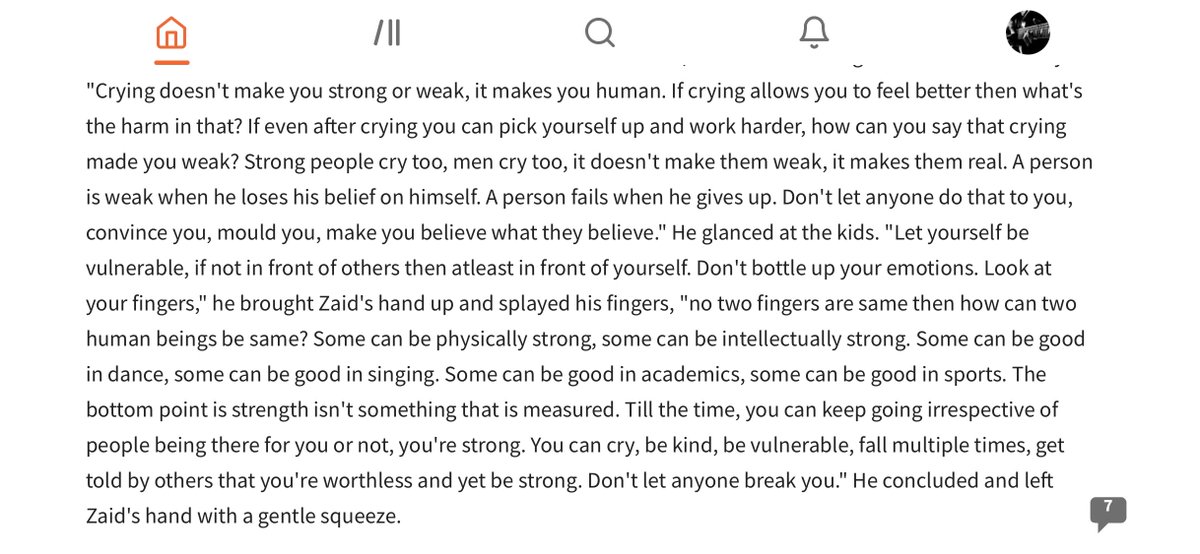 "Crying doesn't make you strong or weak, it makes you human. If crying allows you to feel better then what's
the harm in that? If even after crying you can pick yourself up and work harder, how can you say that crying
made you weak? Strong people cry too, men cry too, it doesn't make them weak, it makes them real. A person
is weak when he loses his belief on himself. A person fails when he gives up. Don't let anyone do that to you,
convince you, mould you, make you believe what they believe." He glanced at the kids. "Let yourself be
vulnerable, if not in front of others then atleast in front of yourself. Don't bottle up your emotions. Look at
your fingers," he brought Zaid's hand up and splayed his fingers, "no two fingers are same then how can two
human beings be same? Some can be physically strong, some can be intellectually strong. Some can be good
in dance, some can be good in singing. Some can be good in academics, some can be good in sports. The
bottom point is strength isn't something that is measured. Till the time, you can keep going irrespective of
people being there for you or not, you're strong. You can cry, be kind, be vulnerable, fall multiple times, get
told by others that you're worthless and yet be strong. Don't let anyone break you." He concluded and left
Zaid's hand with a gentle squeeze.
7